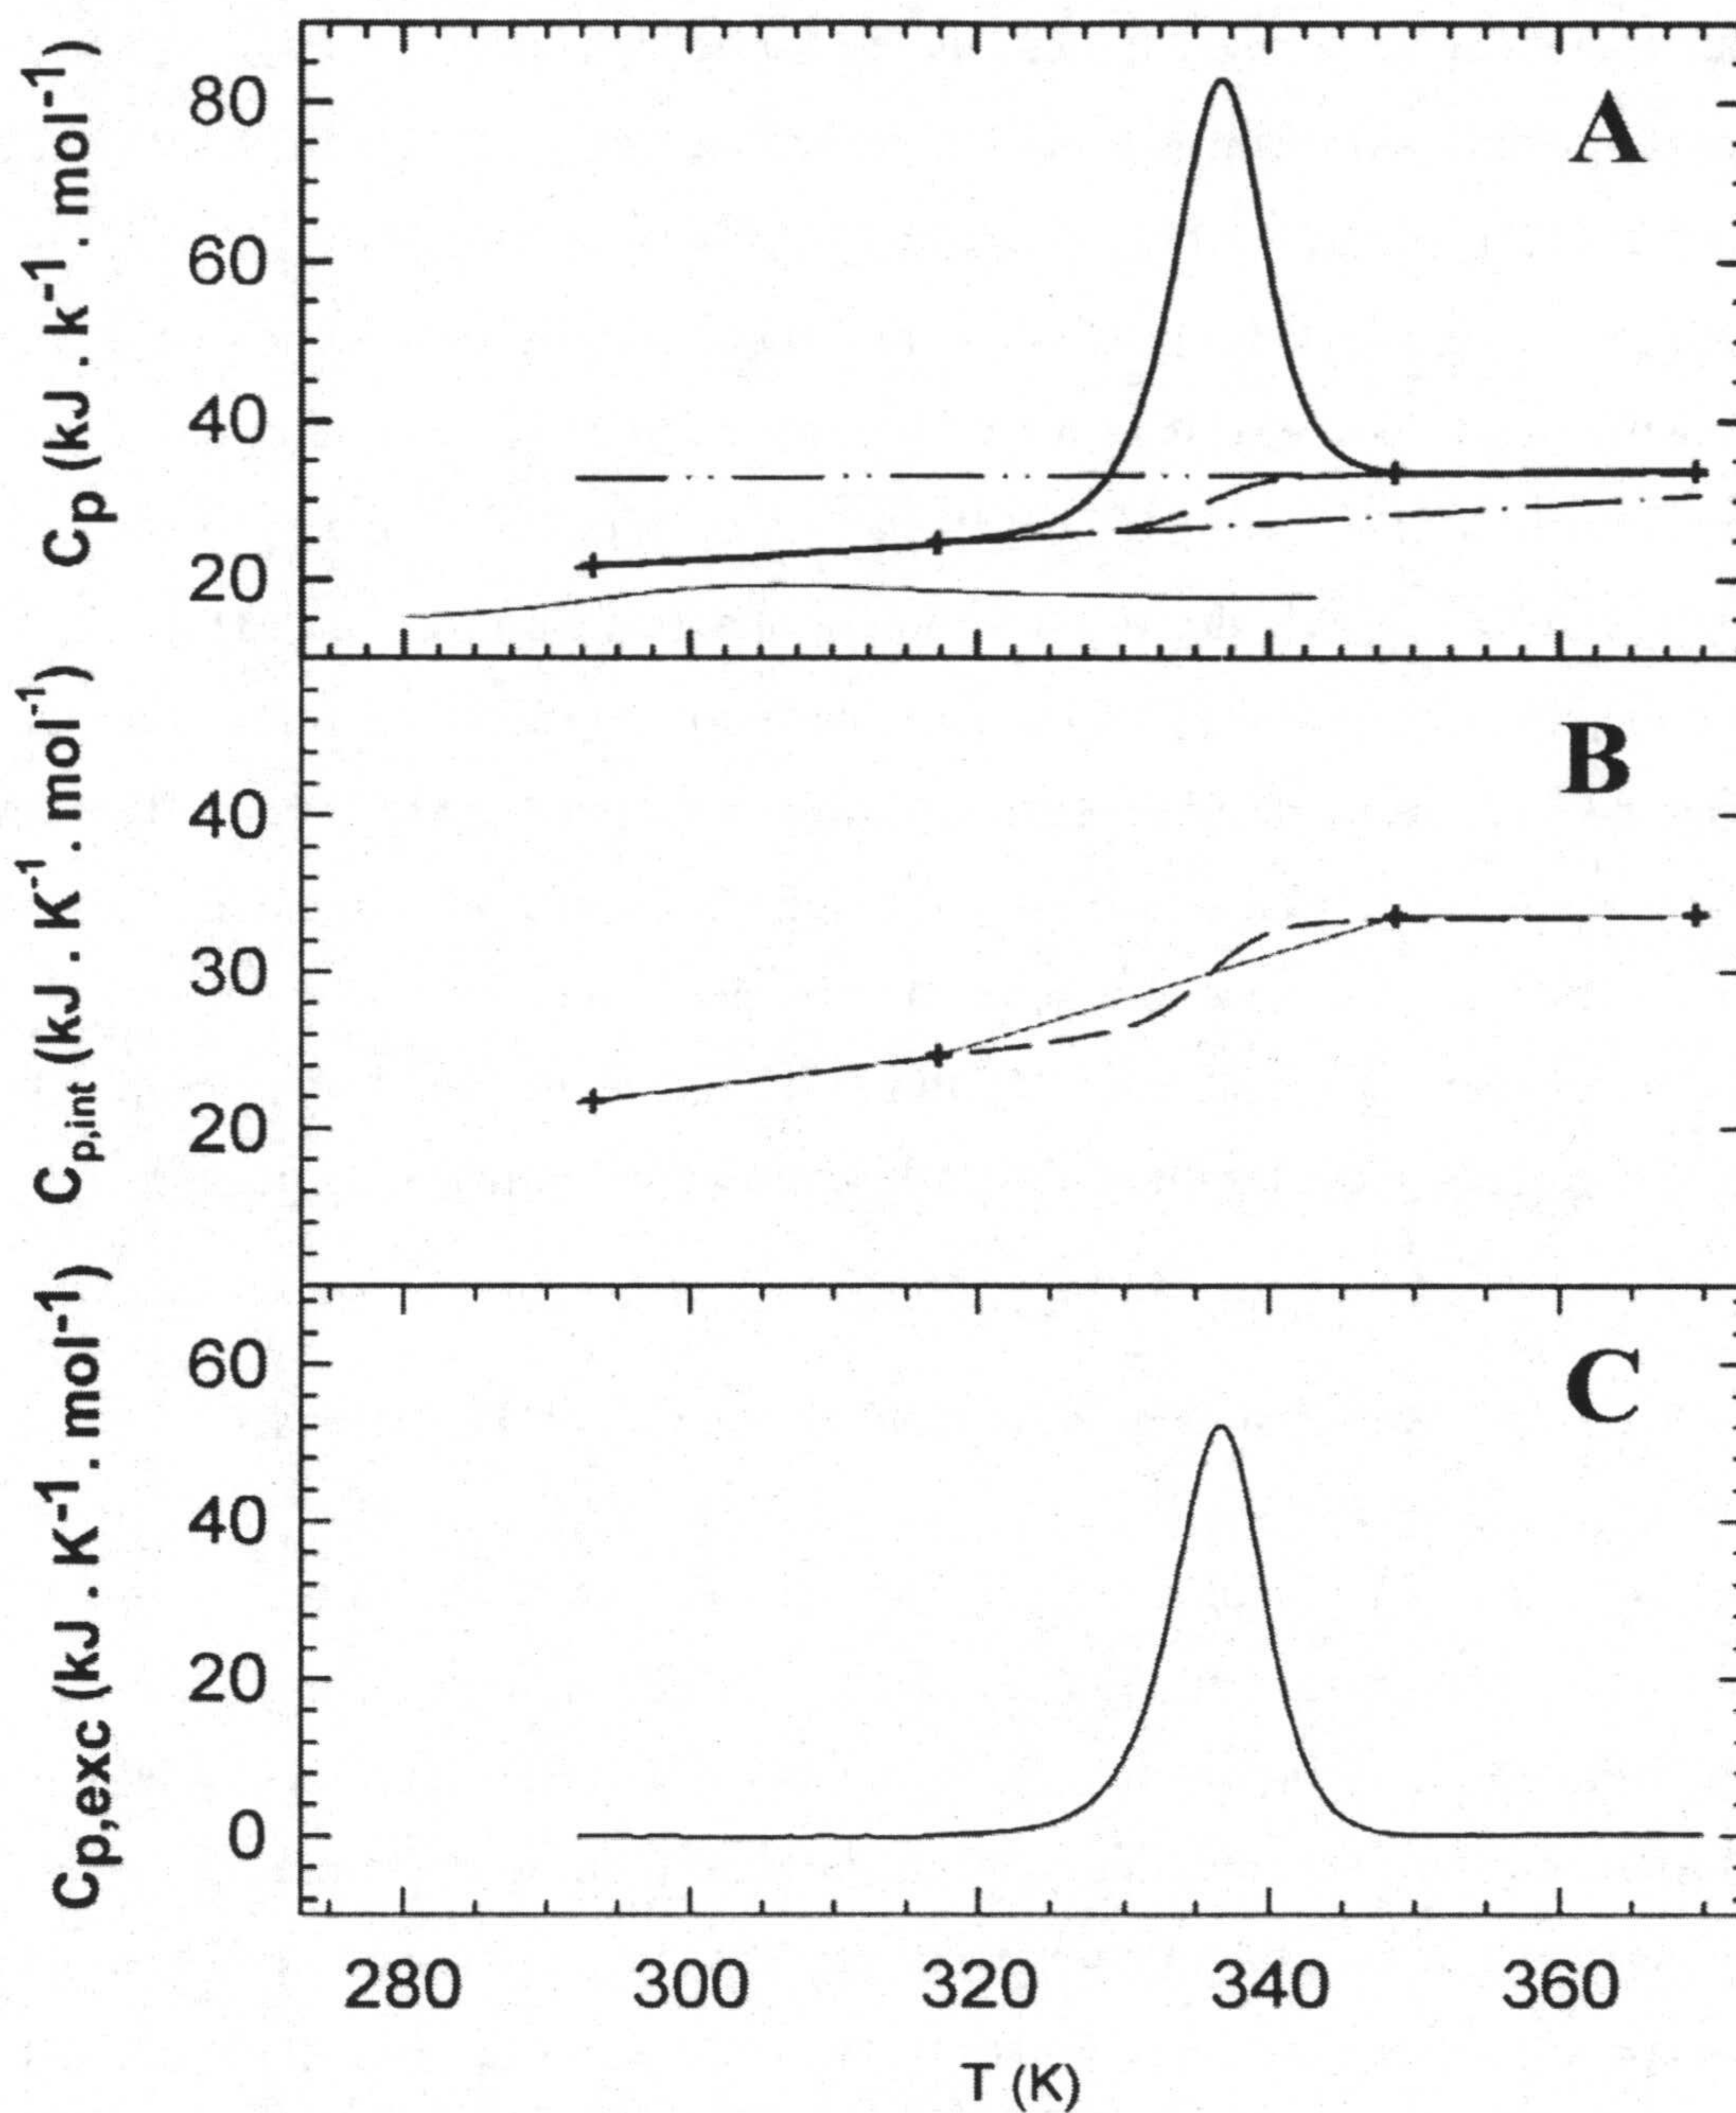 Cp (kJ . k-1 . mol-1)
80
60
40
20
A
Cp,int (kJ . K-1 . mol-1)
40
30
20
B
Cp,exc (kJ . K-1 . mol-1)
60
40
20
0
C
280 300 320 340 360
T (K)